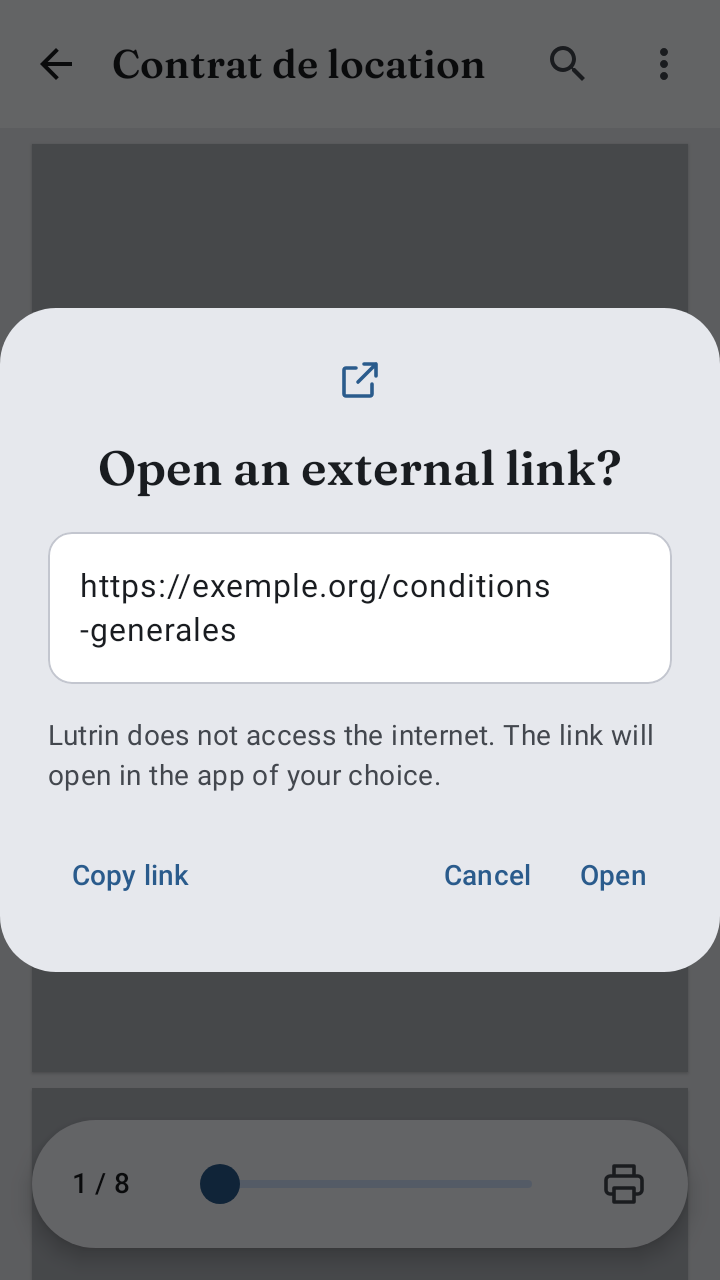 Contrat de location
Open an external link?
https://exemple.org/conditions
-generales
Lutrin does not access the internet. The link will
open in the app of your choice.
Copy link
Cancel
Open
1 / 8